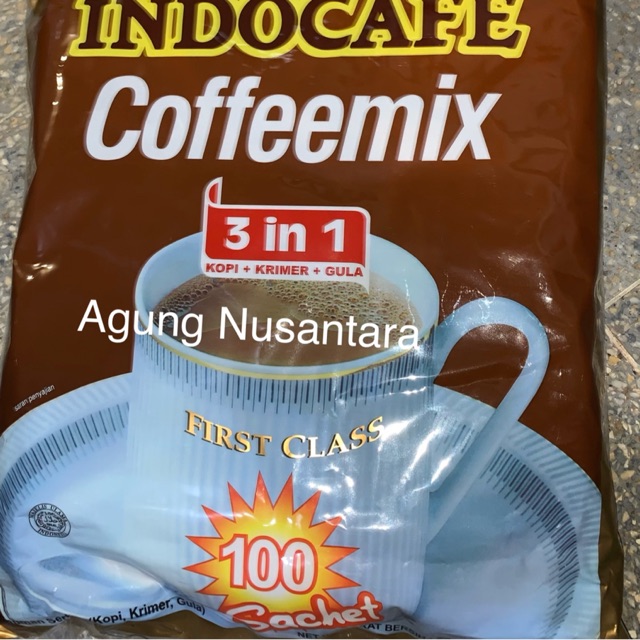 INDOCAFE
Coffeemix
3 in 1
KOPI + KRIMER + GULA
Agung Nusantara
FIRST CLASS
saran penyajian
100
Sachet
(Kopi, Krimer, Gula)